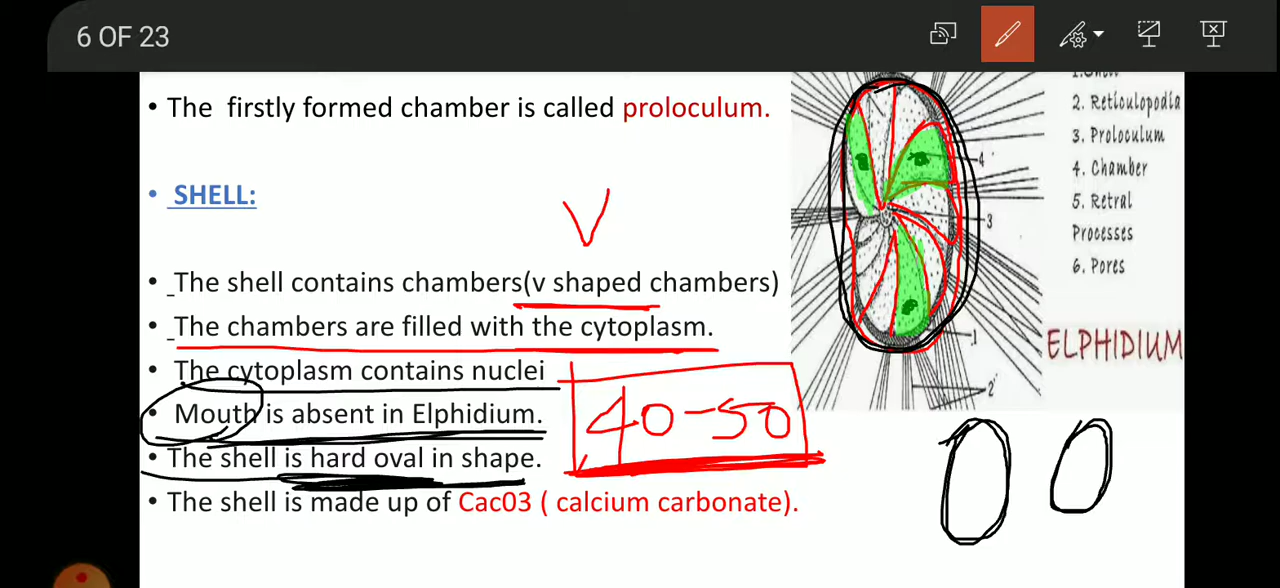 6 OF 23
• The firstly formed chamber is called proloculum.
• SHELL:
V
• _The shell contains chambers(v shaped chambers)
• _The chambers are filled with the cytoplasm.
• The cytoplasm contains nuclei
• Mouth is absent in Elphidium.
• The shell is hard oval in shape.
• The shell is made up of Cac03 ( calcium carbonate).
40-50
2. Reticulopodia
3. Proloculum
4. Chamber
5. Retral
Processes
6. Pores
4
3
1
2
ELPHIDIUM